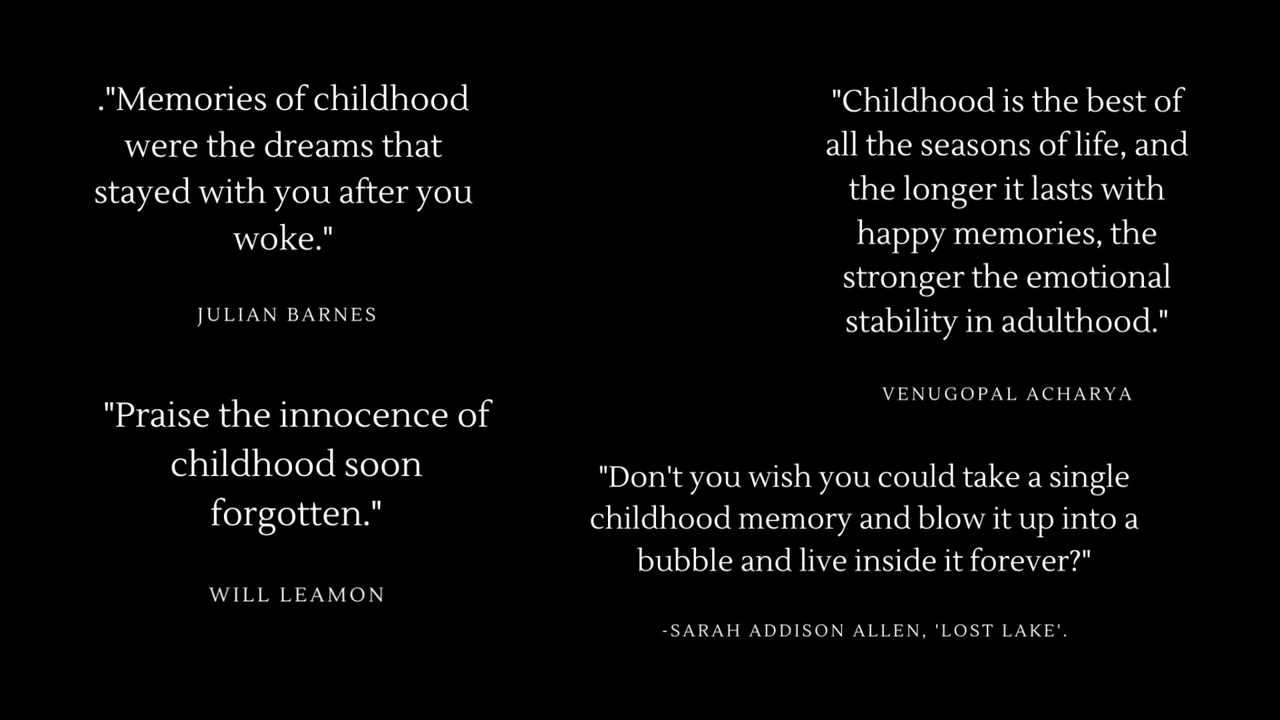 ."Memories of childhood
were the dreams that
stayed with you after you
woke."
JULIAN BARNES
"Childhood is the best of
all the seasons of life, and
the longer it lasts with
happy memories, the
stronger the emotional
stability in adulthood."
VENUGOPAL ACHARYA
"Praise the innocence of
childhood soon
forgotten."
WILL LEAMON
"Don't you wish you could take a single
childhood memory and blow it up into a
bubble and live inside it forever?"
-SARAH ADDISON ALLEN, 'LOST LAKE'.